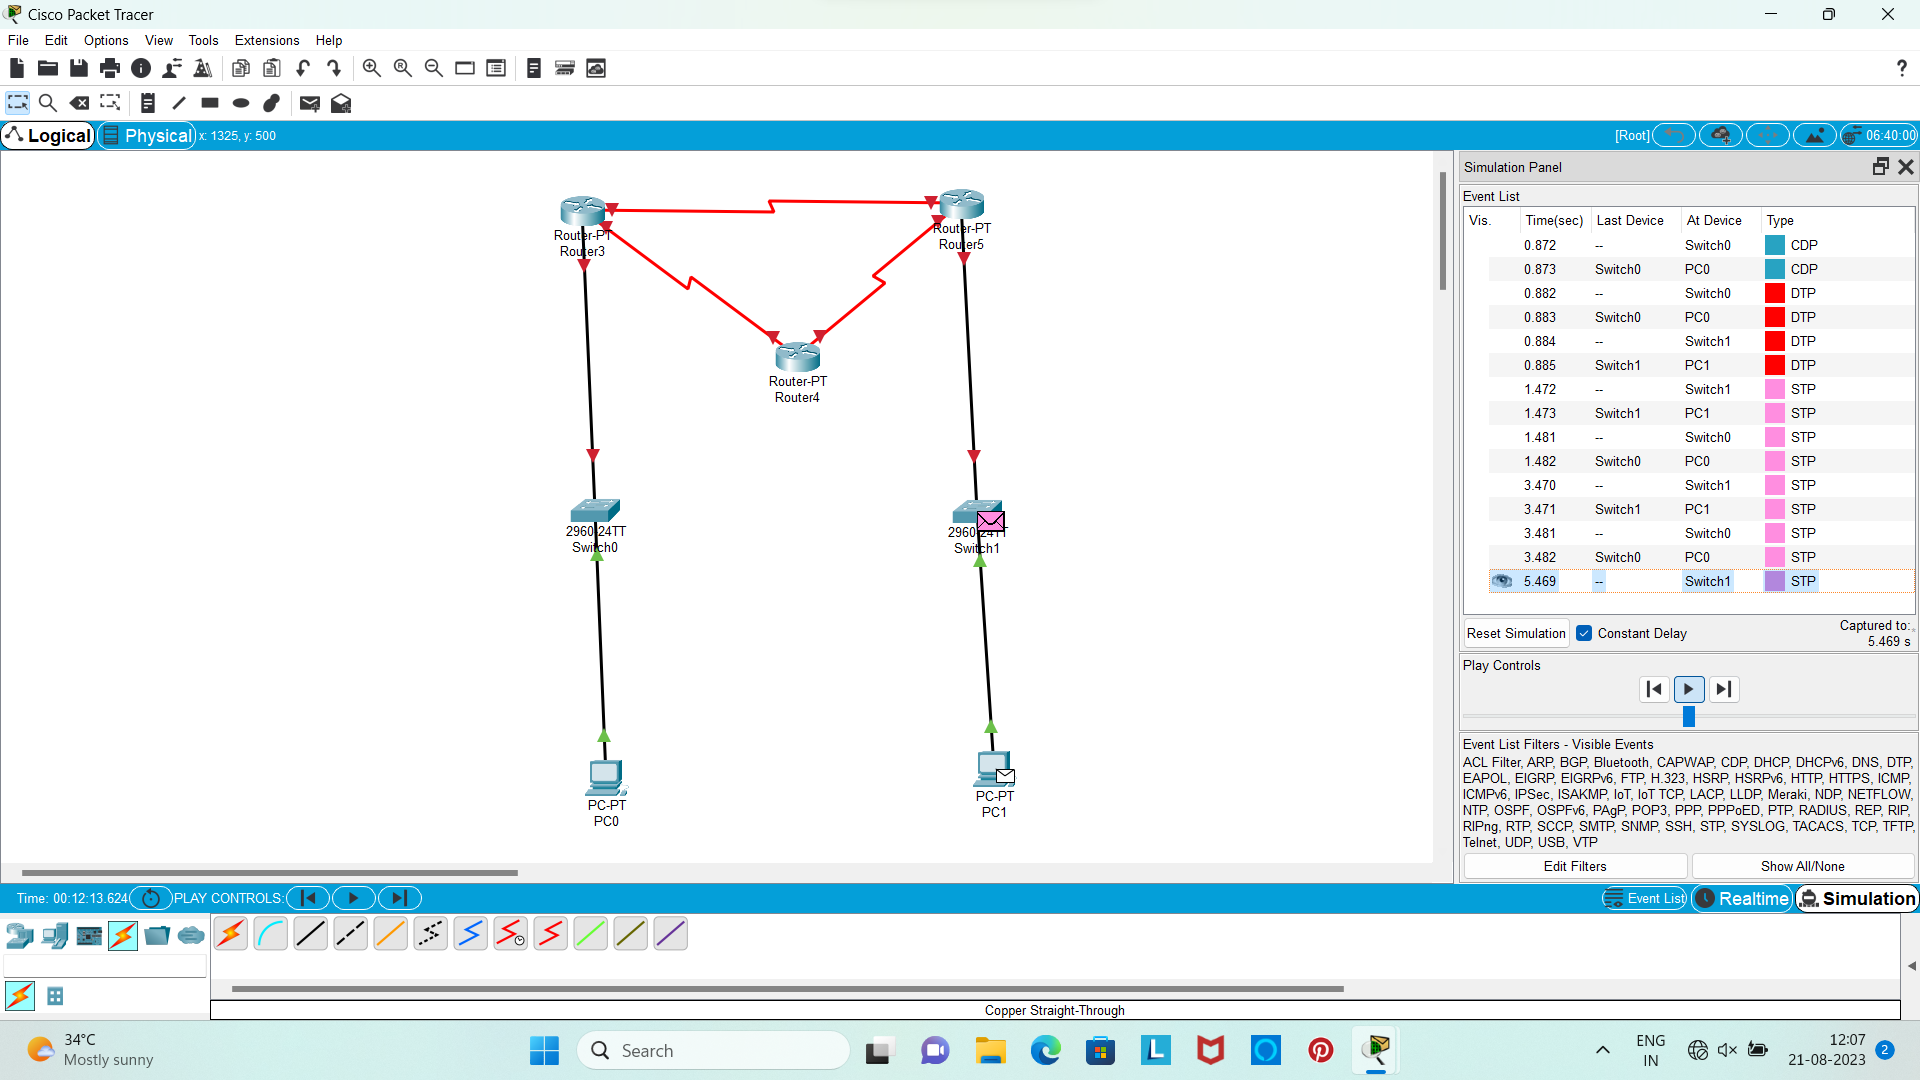 Cisco Packet Tracer
File Edit Options View Tools Extensions Help
?
Logical Physical x: 1325, y: 500 [Root] 06:40:00
Router-PT
Router3
Router-PT
Router5
Router-PT
Router4
2960-24TT
Switch0
2960-24TT
Switch1
PC-PT
PC0
PC-PT
PC1
Simulation Panel
Event List
Vis. Time(sec) Last Device At Device Type
0.872 -- Switch0 CDP
0.873 Switch0 PC0 CDP
0.882 -- Switch0 DTP
0.883 Switch0 PC0 DTP
0.884 -- Switch1 DTP
0.885 Switch1 PC1 DTP
1.472 -- Switch1 STP
1.473 Switch1 PC1 STP
1.481 -- Switch0 STP
1.482 Switch0 PC0 STP
3.470 -- Switch1 STP
3.471 Switch1 PC1 STP
3.481 -- Switch0 STP
3.482 Switch0 PC0 STP
5.469 -- Switch1 STP
Reset Simulation Constant Delay Captured to:
5.469 s
Play Controls
Event List Filters - Visible Events
ACL Filter, ARP, BGP, Bluetooth, CAPWAP, CDP, DHCP, DHCPv6, DNS, DTP,
EAPOL, EIGRP, EIGRPv6, FTP, H.323, HSRP, HSRPv6, HTTP, HTTPS, ICMP,
ICMPv6, IPSec, ISAKMP, IoT, IoT TCP, LACP, LLDP, Meraki, NDP, NETFLOW,
NTP, OSPF, OSPFv6, PAgP, POP3, PPP, PPPoED, PTP, RADIUS, REP, RIP,
RIPng, RTP, SCCP, SMTP, SNMP, SSH, STP, SYSLOG, TACACS, TCP, TFTP,
Telnet, UDP, USB, VTP
Edit Filters Show All/None
Time: 00:12:13.624 PLAY CONTROLS: Event List Realtime Simulation
Copper Straight-Through
34°C
Mostly sunny
Search
L
ENG
IN
12:07
21-08-2023
2